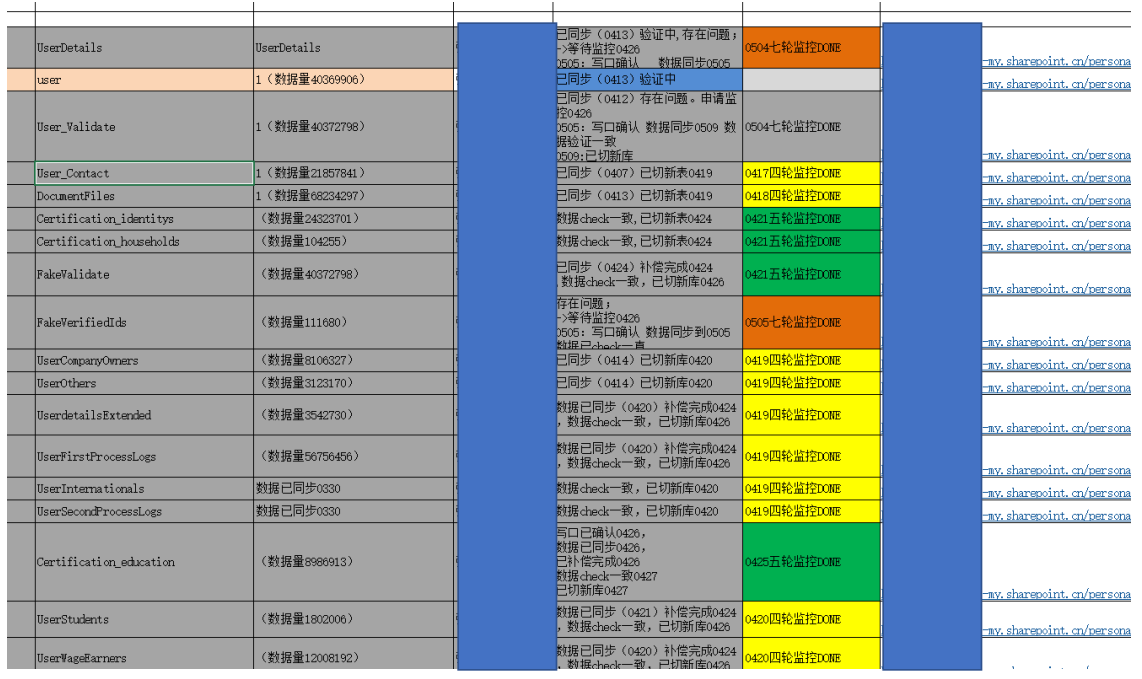 UserDetails
UserDetails
已同步（0413）验证中,存在问题；
->等待监控0426
0505：写口确认 数据同步0505
0504七轮监控DONE
-my.sharepoint.cn/persona
user
1（数据量40369906）
已同步（0413）验证中
-my.sharepoint.cn/persona
User_Validate
1（数据量40372798）
已同步（0412）存在问题。申请监
控0426
0505：写口确认 数据同步0509 数
据验证一致
0509:已切新库
0504七轮监控DONE
-my.sharepoint.cn/persona
User_Contact
1（数据量21857841）
已同步（0407）已切新表0419
0417四轮监控DONE
-my.sharepoint.cn/persona
DocumentFiles
1（数据量68234297）
已同步（0413）已切新表0419
0418四轮监控DONE
-my.sharepoint.cn/persona
Certification_identitys
（数据量24323701）
数据check一致,已切新表0424
0421五轮监控DONE
-my.sharepoint.cn/persona
Certification_households
（数据量104255）
数据check一致,已切新表0424
0421五轮监控DONE
-my.sharepoint.cn/persona
FakeValidate
（数据量40372798）
已同步（0424）补偿完成0424
,数据check一致，已切新库0426
0421五轮监控DONE
-my.sharepoint.cn/persona
FakeVerifiedIds
（数据量111680）
存在问题；
->等待监控0426
0505：写口确认 数据同步到0505
数据已check一真
0505七轮监控DONE
-my.sharepoint.cn/persona
UserCompanyOwners
（数据量8106327）
已同步（0414）已切新库0420
0419四轮监控DONE
-my.sharepoint.cn/persona
UserOthers
（数据量3123170）
已同步（0414）已切新库0420
0419四轮监控DONE
-my.sharepoint.cn/persona
UserdetailsExtended
（数据量3542730）
数据已同步（0420）补偿完成0424
，数据check一致，已切新库0426
0419四轮监控DONE
-my.sharepoint.cn/persona
UserFirstProcessLogs
（数据量56756456）
数据已同步（0420）补偿完成0424
，数据check一致，已切新库0426
0419四轮监控DONE
-my.sharepoint.cn/persona
UserInternationals
数据已同步0330
数据check一致，已切新库0420
0419四轮监控DONE
-my.sharepoint.cn/persona
UserSecondProcessLogs
数据已同步0330
数据check一致，已切新库0420
0419四轮监控DONE
-my.sharepoint.cn/persona
Certification_education
（数据量8986913）
写口已确认0426，
数据已同步0426，
已补偿完成0426
数据check一致0427
已切新库0427
0425五轮监控DONE
-my.sharepoint.cn/persona
UserStudents
（数据量1802006）
数据已同步（0421）补偿完成0424
，数据check一致，已切新库0426
0420四轮监控DONE
-my.sharepoint.cn/persona
UserWageEarners
（数据量12008192）
数据已同步（0420）补偿完成0424
，数据check一致，已切新库0426
0420四轮监控DONE